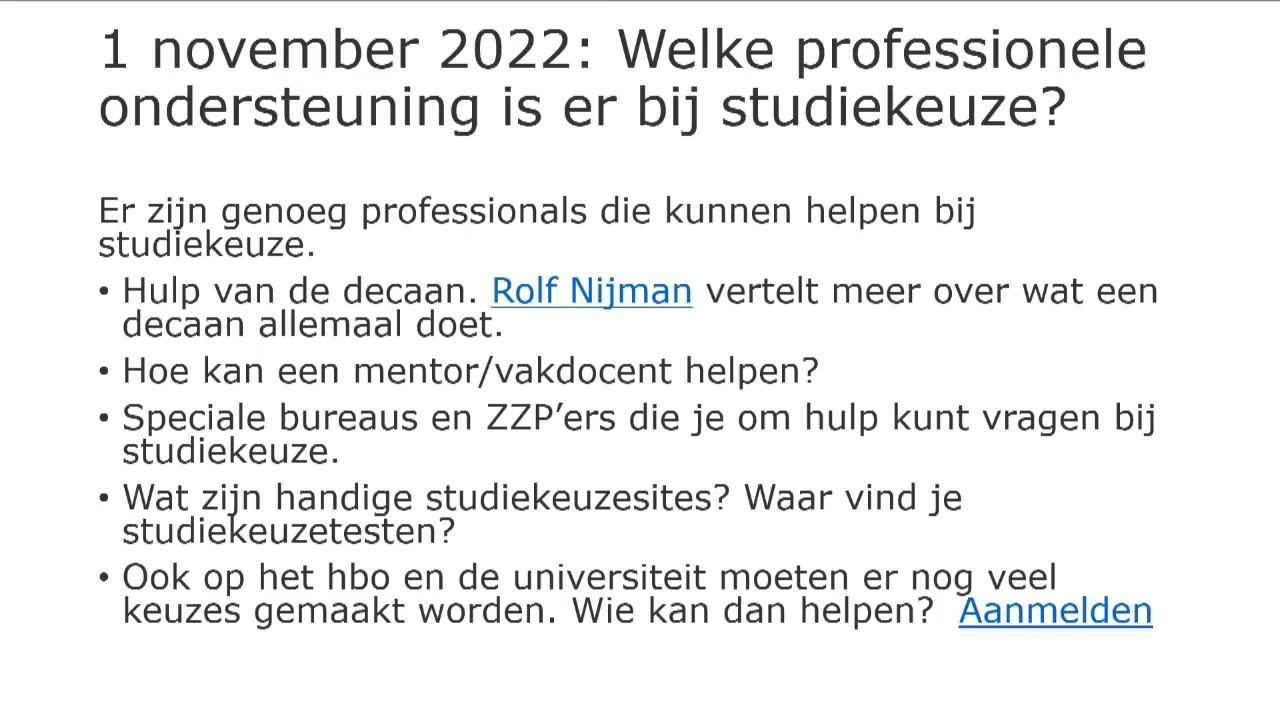 1 november 2022: Welke professionele
ondersteuning is er bij studiekeuze?
Er zijn genoeg professionals die kunnen helpen bij
studiekeuze.
• Hulp van de decaan. Rolf Nijman vertelt meer over wat een
decaan allemaal doet.
• Hoe kan een mentor/vakdocent helpen?
• Speciale bureaus en ZZP’ers die je om hulp kunt vragen bij
studiekeuze.
• Wat zijn handige studiekeuzesites? Waar vind je
studiekeuzetesten?
• Ook op het hbo en de universiteit moeten er nog veel
keuzes gemaakt worden. Wie kan dan helpen? Aanmelden